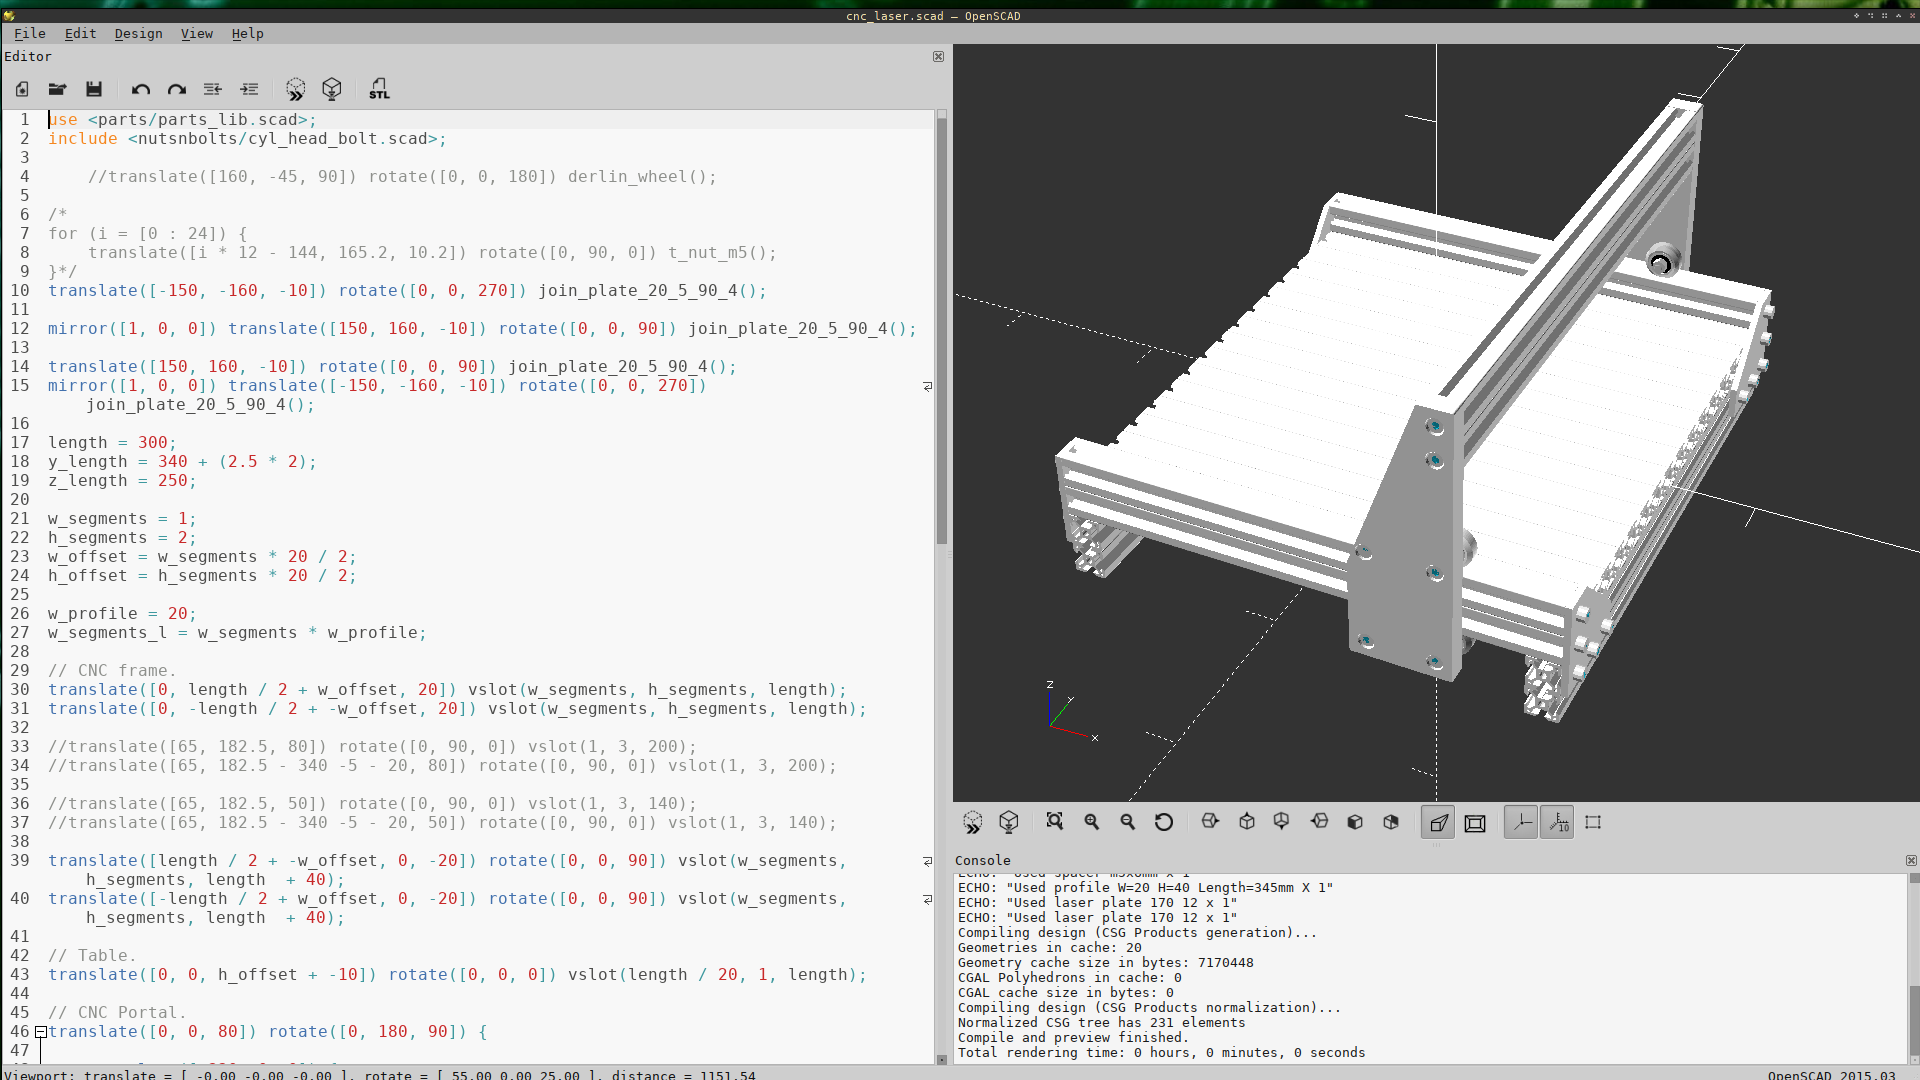 cnc_laser.scad — OpenSCAD
File Edit Design View Help
Editor
STL
1 use <parts/parts_lib.scad>;
2 include <nutsnbolts/cyl_head_bolt.scad>;
3
4 //translate([160, -45, 90]) rotate([0, 0, 180]) derlin_wheel();
5
6 /*
7 for (i = [0 : 24]) {
8 translate([i * 12 - 144, 165.2, 10.2]) rotate([0, 90, 0]) t_nut_m5();
9 }*/
10 translate([-150, -160, -10]) rotate([0, 0, 270]) join_plate_20_5_90_4();
11
12 mirror([1, 0, 0]) translate([150, 160, -10]) rotate([0, 0, 90]) join_plate_20_5_90_4();
13
14 translate([150, 160, -10]) rotate([0, 0, 90]) join_plate_20_5_90_4();
15 mirror([1, 0, 0]) translate([-150, -160, -10]) rotate([0, 0, 270])
join_plate_20_5_90_4();
16
17 length = 300;
18 y_length = 340 + (2.5 * 2);
19 z_length = 250;
20
21 w_segments = 1;
22 h_segments = 2;
23 w_offset = w_segments * 20 / 2;
24 h_offset = h_segments * 20 / 2;
25
26 w_profile = 20;
27 w_segments_l = w_segments * w_profile;
28
29 // CNC frame.
30 translate([0, length / 2 + w_offset, 20]) vslot(w_segments, h_segments, length);
31 translate([0, -length / 2 + -w_offset, 20]) vslot(w_segments, h_segments, length);
32
33 //translate([65, 182.5, 80]) rotate([0, 90, 0]) vslot(1, 3, 200);
34 //translate([65, 182.5 - 340 -5 - 20, 80]) rotate([0, 90, 0]) vslot(1, 3, 200);
35
36 //translate([65, 182.5, 50]) rotate([0, 90, 0]) vslot(1, 3, 140);
37 //translate([65, 182.5 - 340 -5 - 20, 50]) rotate([0, 90, 0]) vslot(1, 3, 140);
38
39 translate([length / 2 + -w_offset, 0, -20]) rotate([0, 0, 90]) vslot(w_segments,
h_segments, length  + 40);
40 translate([-length / 2 + w_offset, 0, -20]) rotate([0, 0, 90]) vslot(w_segments,
h_segments, length  + 40);
41
42 // Table.
43 translate([0, 0, h_offset + -10]) rotate([0, 0, 0]) vslot(length / 20, 1, length);
44
45 // CNC Portal.
46 translate([0, 0, 80]) rotate([0, 180, 90]) {
47
Z
Y
X
10
Console
ECHO: "Used spacer m5x6mm x 1"
ECHO: "Used profile W=20 H=40 Length=345mm X 1"
ECHO: "Used laser plate 170 12 x 1"
ECHO: "Used laser plate 170 12 x 1"
Compiling design (CSG Products generation)...
Geometries in cache: 20
Geometry cache size in bytes: 7170448
CGAL Polyhedrons in cache: 0
CGAL cache size in bytes: 0
Compiling design (CSG Products normalization)...
Normalized CSG tree has 231 elements
Compile and preview finished.
Total rendering time: 0 hours, 0 minutes, 0 seconds
Viewport: translate = [ -0.00 -0.00 -0.00 ], rotate = [ 55.00 0.00 25.00 ], distance = 1151.54
OpenSCAD 2015.03